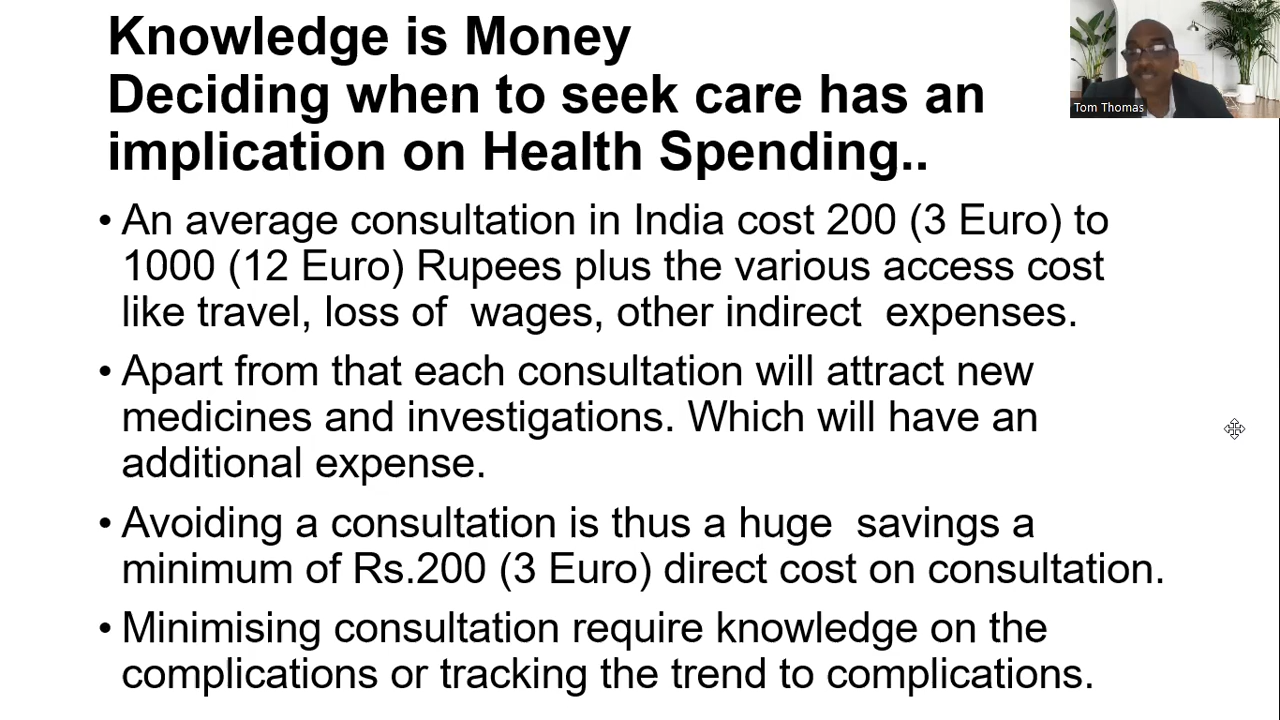 Knowledge is Money
Deciding when to seek care has an
implication on Health Spending..
Tom Thomas
• An average consultation in India cost 200 (3 Euro) to
1000 (12 Euro) Rupees plus the various access cost
like travel, loss of  wages, other indirect  expenses.
• Apart from that each consultation will attract new
medicines and investigations. Which will have an
additional expense.
• Avoiding a consultation is thus a huge  savings a
minimum of Rs.200 (3 Euro) direct cost on consultation.
• Minimising consultation require knowledge on the
complications or tracking the trend to complications.